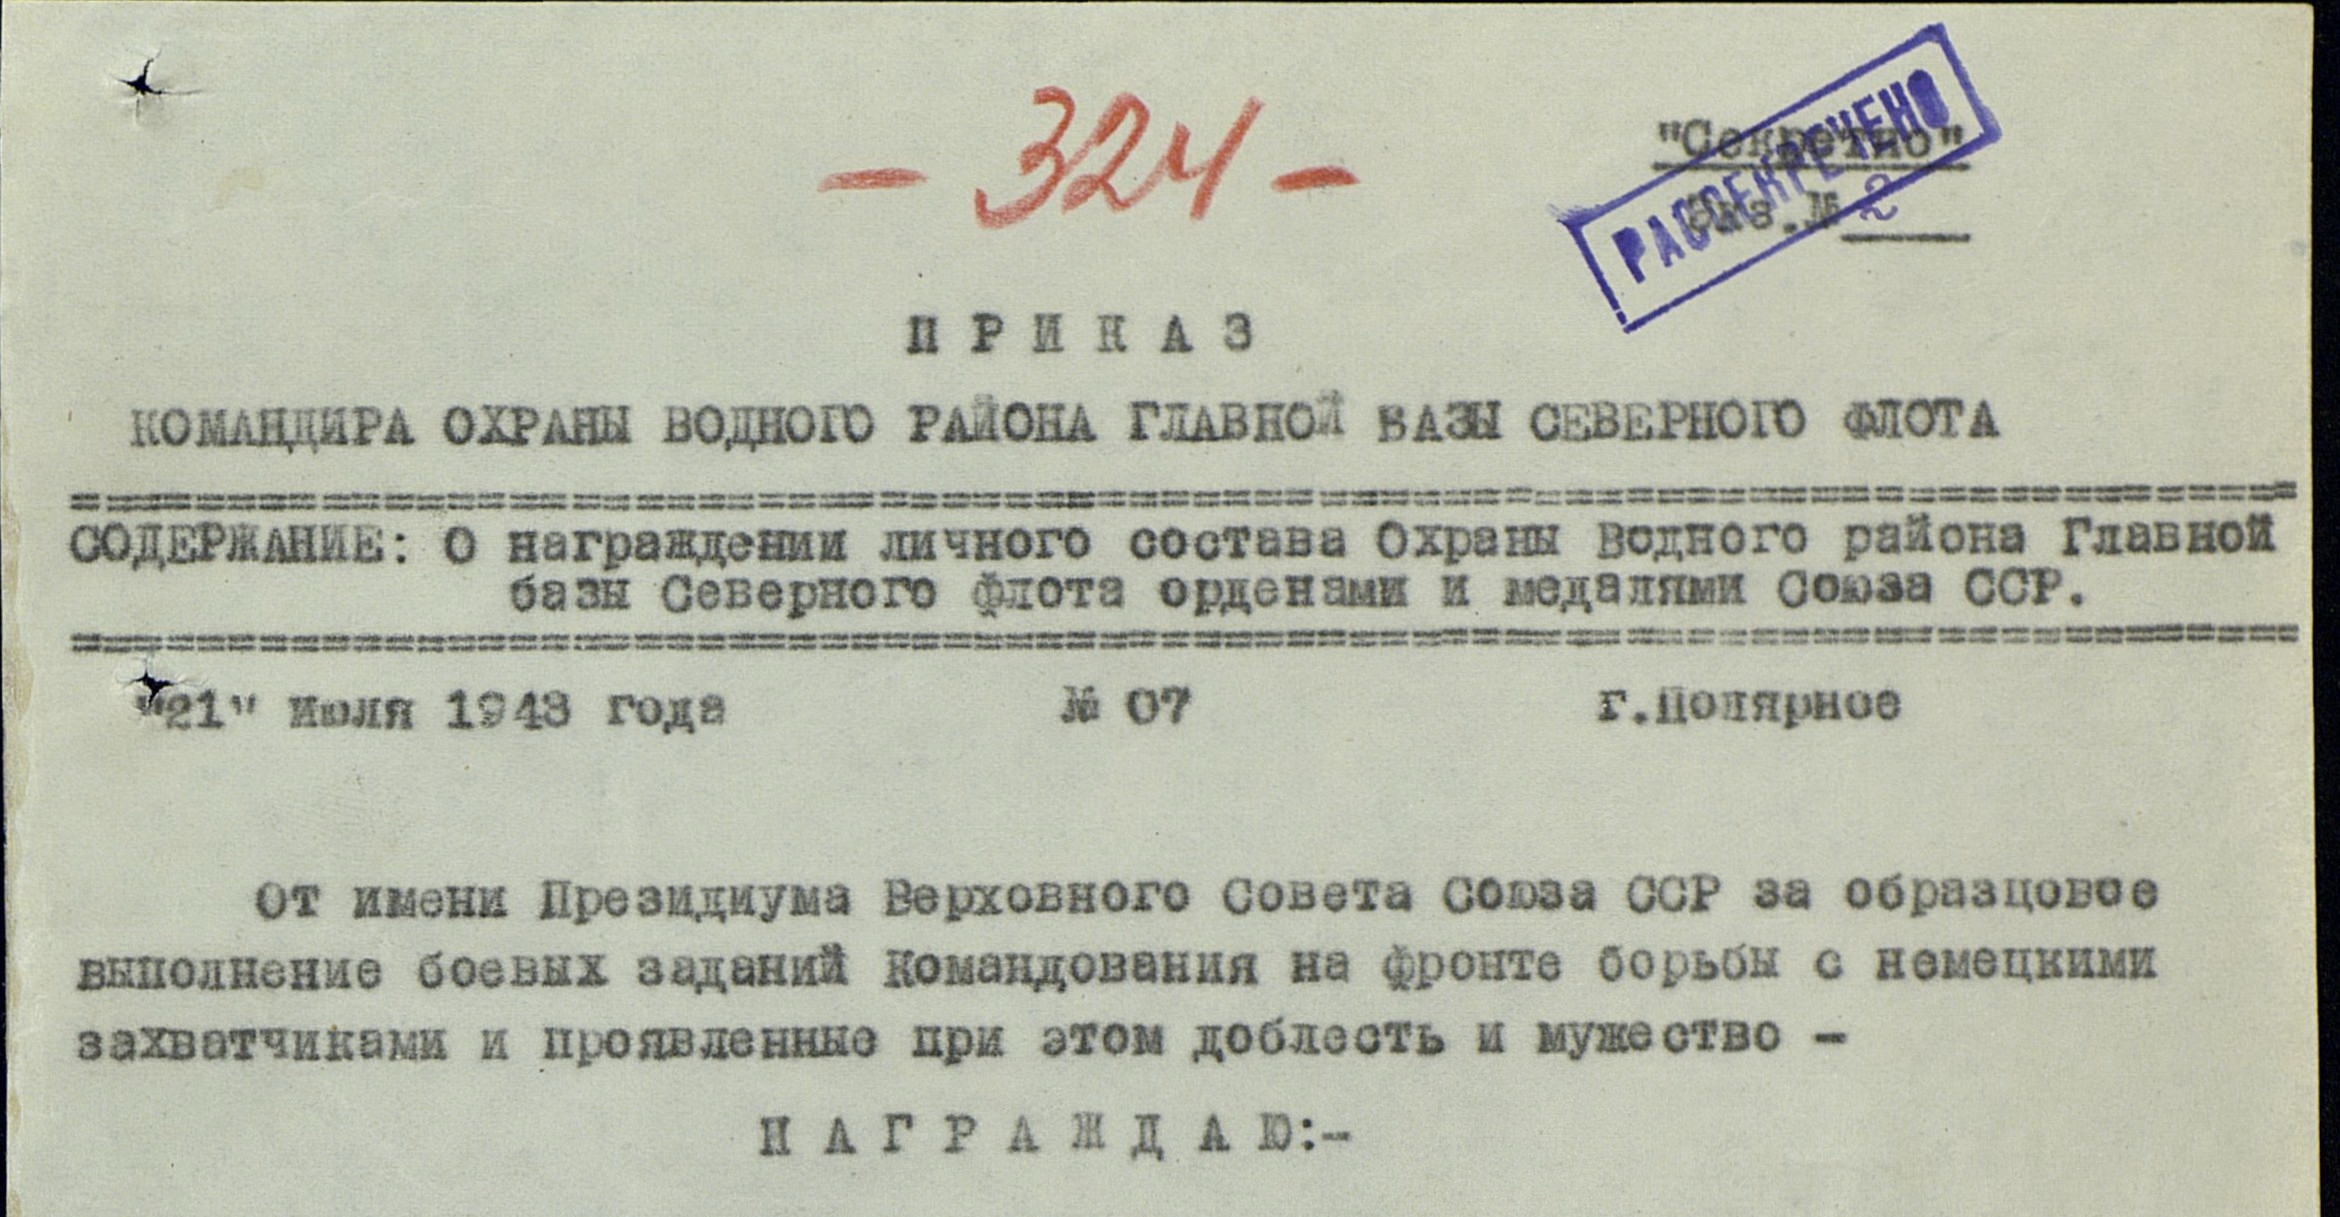 - 324 -
"Секретно"
Экз.№ 2
РАССЕКРЕЧЕНО
П Р И К А З
КОМАНДИРА ОХРАНЫ ВОДНОГО РАЙОНА ГЛАВНОЙ БАЗЫ СЕВЕРНОГО ФЛОТА
СОДЕРЖАНИЕ: О награждении личного состава Охраны Водного района Главной
базы Северного флота орденами и медалями Союза ССР.
"21" июля 1943 года № 07 г.Полярное
От имени Президиума Верховного Совета Союза ССР за образцовое
выполнение боевых заданий Командования на фронте борьбы с немецкими
захватчиками и проявленные при этом доблесть и мужество -
Н А Г Р А Ж Д А Ю:-